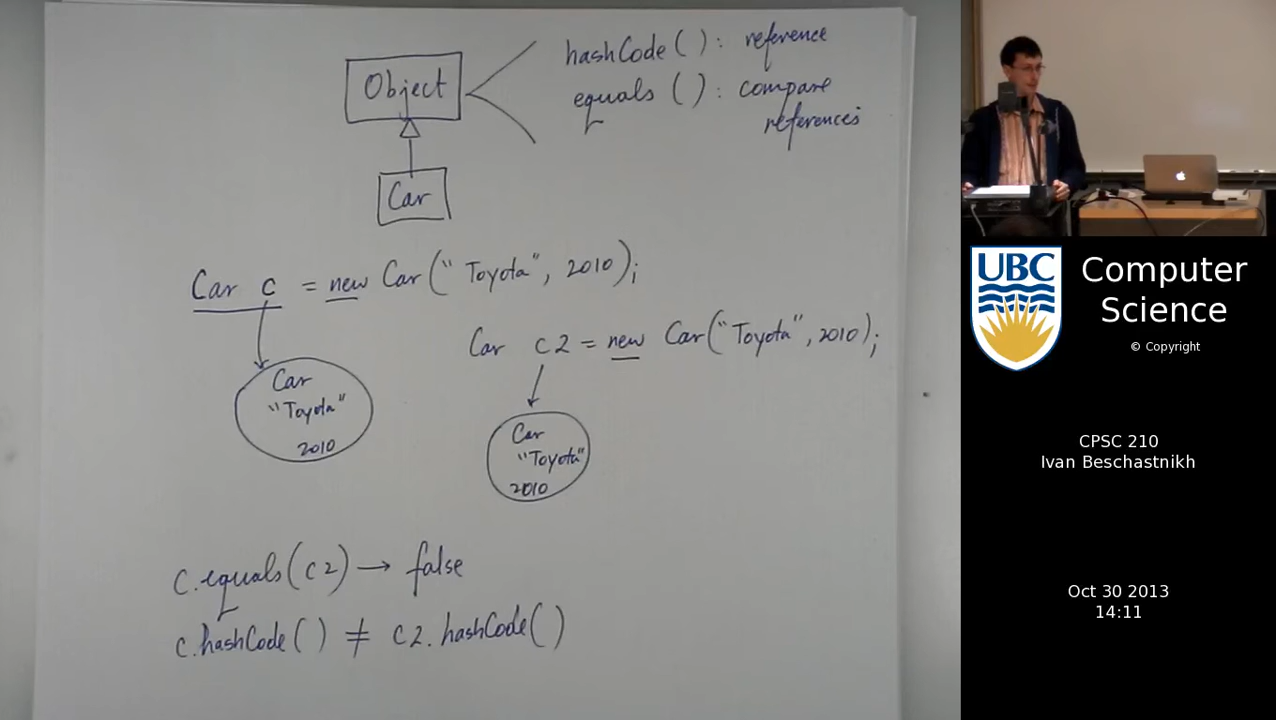 hashCode ( ) : reference
Object
equals ( ) : compare
references
Car
Car c = new Car("Toyota", 2010);
Car c2 = new Car("Toyota", 2010);
Car
"Toyota"
2010
Car
"Toyota"
2010
c.equals(c2) → false
c.hashCode( ) ≠ c2.hashCode( )
UBC
Computer
Science
© Copyright
CPSC 210
Ivan Beschastnikh
Oct 30 2013
14:11